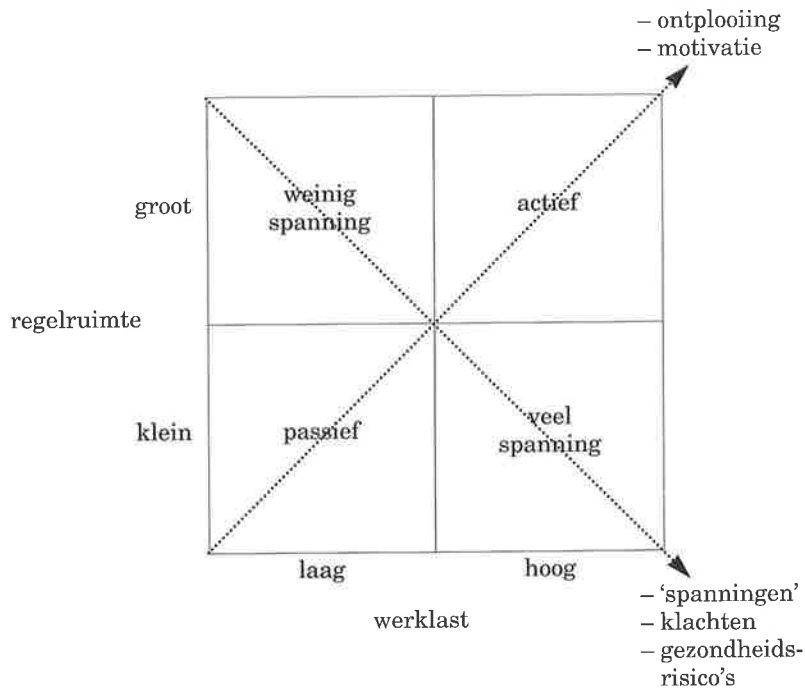 – ontplooiing
– motivatie
groot
weinig
spanning
actief
regelruimte
klein
passief
veel
spanning
laag
hoog
werklast
– ‘spanningen’
– klachten
– gezondheids-
risico’s